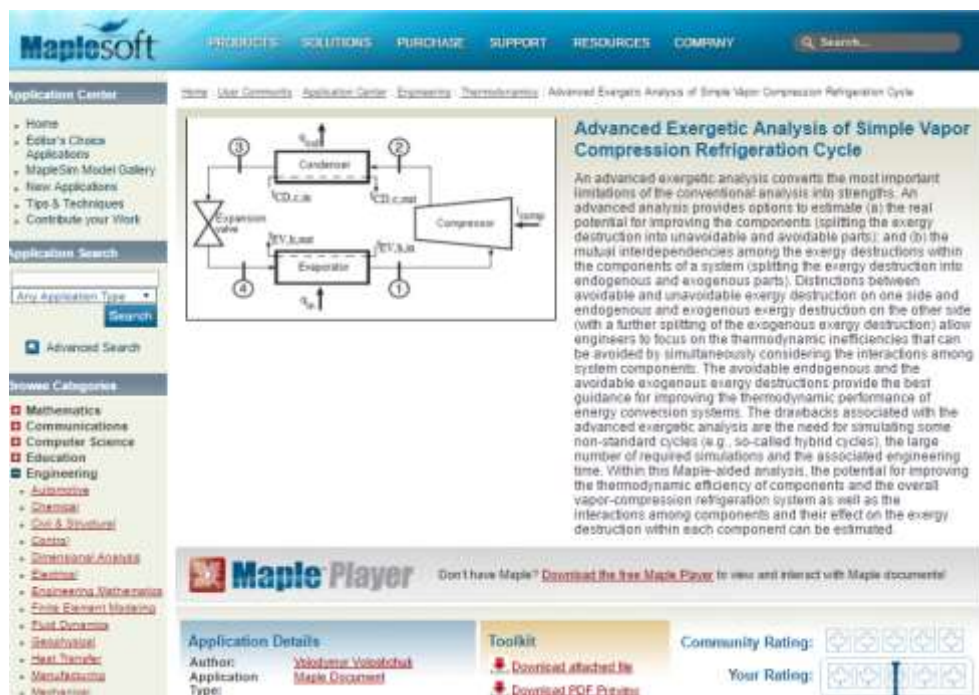 Maplesoft
PRODUCTS SOLUTIONS PURCHASE SUPPORT RESOURCES COMPANY Search...
Application Center
Home
Editor's Choice
Applications
MapleSim Model Gallery
New Applications
Tips & Techniques
Contribute your Work
Application Search
Any Application Type
Search
Advanced Search
Browse Categories
Mathematics
Communications
Computer Science
Education
Engineering
Automotive
Chemical
Civil & Structural
Control
Dimensional Analysis
Electrical
Engineering Mathematics
Finite Element Modeling
Fluid Dynamics
Geophysical
Heat Transfer
Manufacturing
Mechanical
Home : User Community : Application Center : Engineering : Thermodynamics : Advanced Exergetic Analysis of Simple Vapor Compression Refrigeration Cycle
3 Condenser 2
Expansion
valve
Compressor
4 Evaporator 1
Advanced Exergetic Analysis of Simple Vapor
Compression Refrigeration Cycle
An advanced exergetic analysis converts the most important
limitations of the conventional analysis into strengths. An
advanced analysis provides options to estimate (a) the real
potential for improving the components (splitting the exergy
destruction into unavoidable and avoidable parts); and (b) the
mutual interdependencies among the exergy destructions within
the components of a system (splitting the exergy destruction into
endogenous and exogenous parts). Distinctions between
avoidable and unavoidable exergy destruction on one side and
endogenous and exogenous exergy destruction on the other side
(with a further splitting of the exogenous exergy destruction) allow
engineers to focus on the thermodynamic inefficiencies that can
be avoided by simultaneously considering the interactions among
system components. The avoidable endogenous and the
avoidable exogenous exergy destructions provide the best
guidance for improving the thermodynamic performance of
energy conversion systems. The drawbacks associated with the
advanced exergetic analysis are the need for simulating some
non-standard cycles (e.g., so-called hybrid cycles), the large
number of required simulations and the associated engineering
time. Within this Maple-aided analysis, the potential for improving
the thermodynamic efficiency of components and the overall
vapor-compression refrigeration system as well as the
interactions among components and their effect on the exergy
destruction within each component can be estimated.
Maple Player Don't have Maple? Download the free Maple Player to view and interact with Maple documents!
Application Details
Author:
Application Maple Document
Type:
Toolkit
Download attached file
Download PDF Preview
Community Rating:
Your Rating: